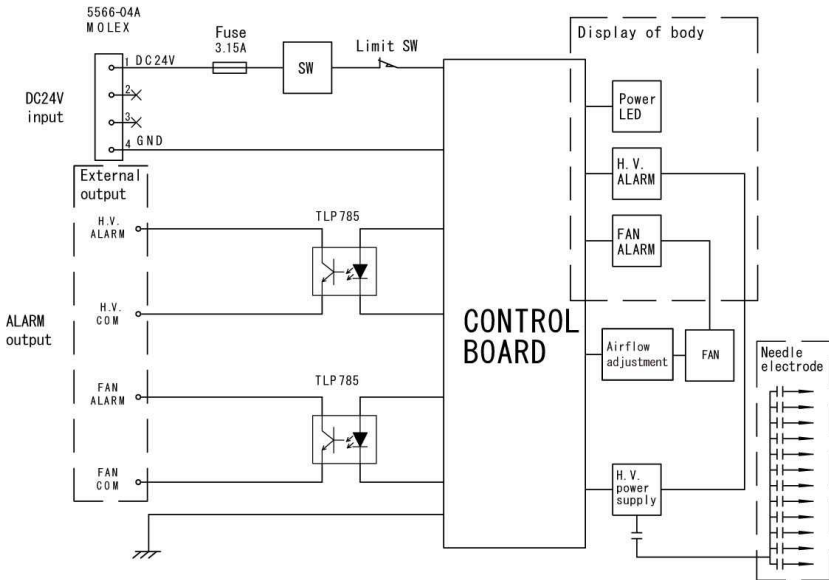 5566-04A
MOLEX
Fuse
3.15A
Limit SW
Display of body
1 DC24V
SW
2
3
DC24V
input
4 GND
Power
LED
External
output
H.V.
ALARM
H.V.
ALARM
TLP785
FAN
ALARM
H.V.
COM
ALARM
output
CONTROL
BOARD
Airflow
adjustment
FAN
Needle
electrode
TLP785
FAN
ALARM
FAN
COM
H.V.
power
supply